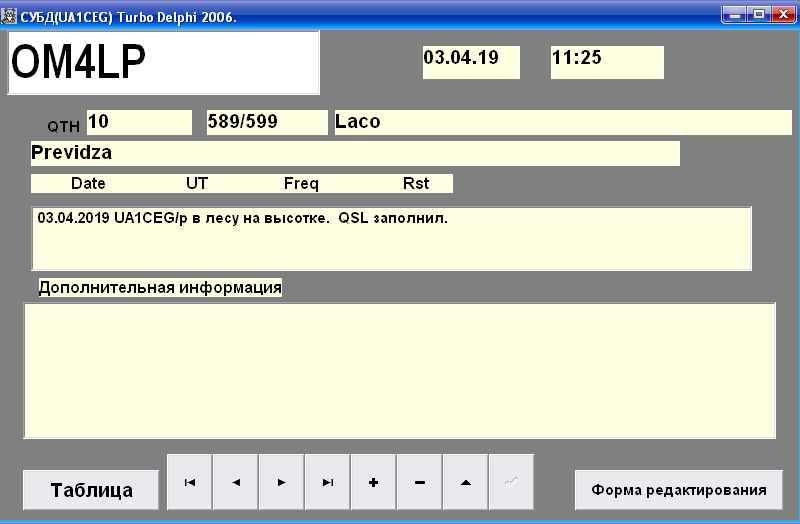 СУБД(UA1CEG) Turbo Delphi 2006.
OM4LP
03.04.19 11:25
QTH 10 589/599 Laco
Previdza
Date UT Freq Rst
03.04.2019 UA1CEG/p в лесу на высотке.  QSL заполнил.
Дополнительная информация
Таблица
Форма редактирования